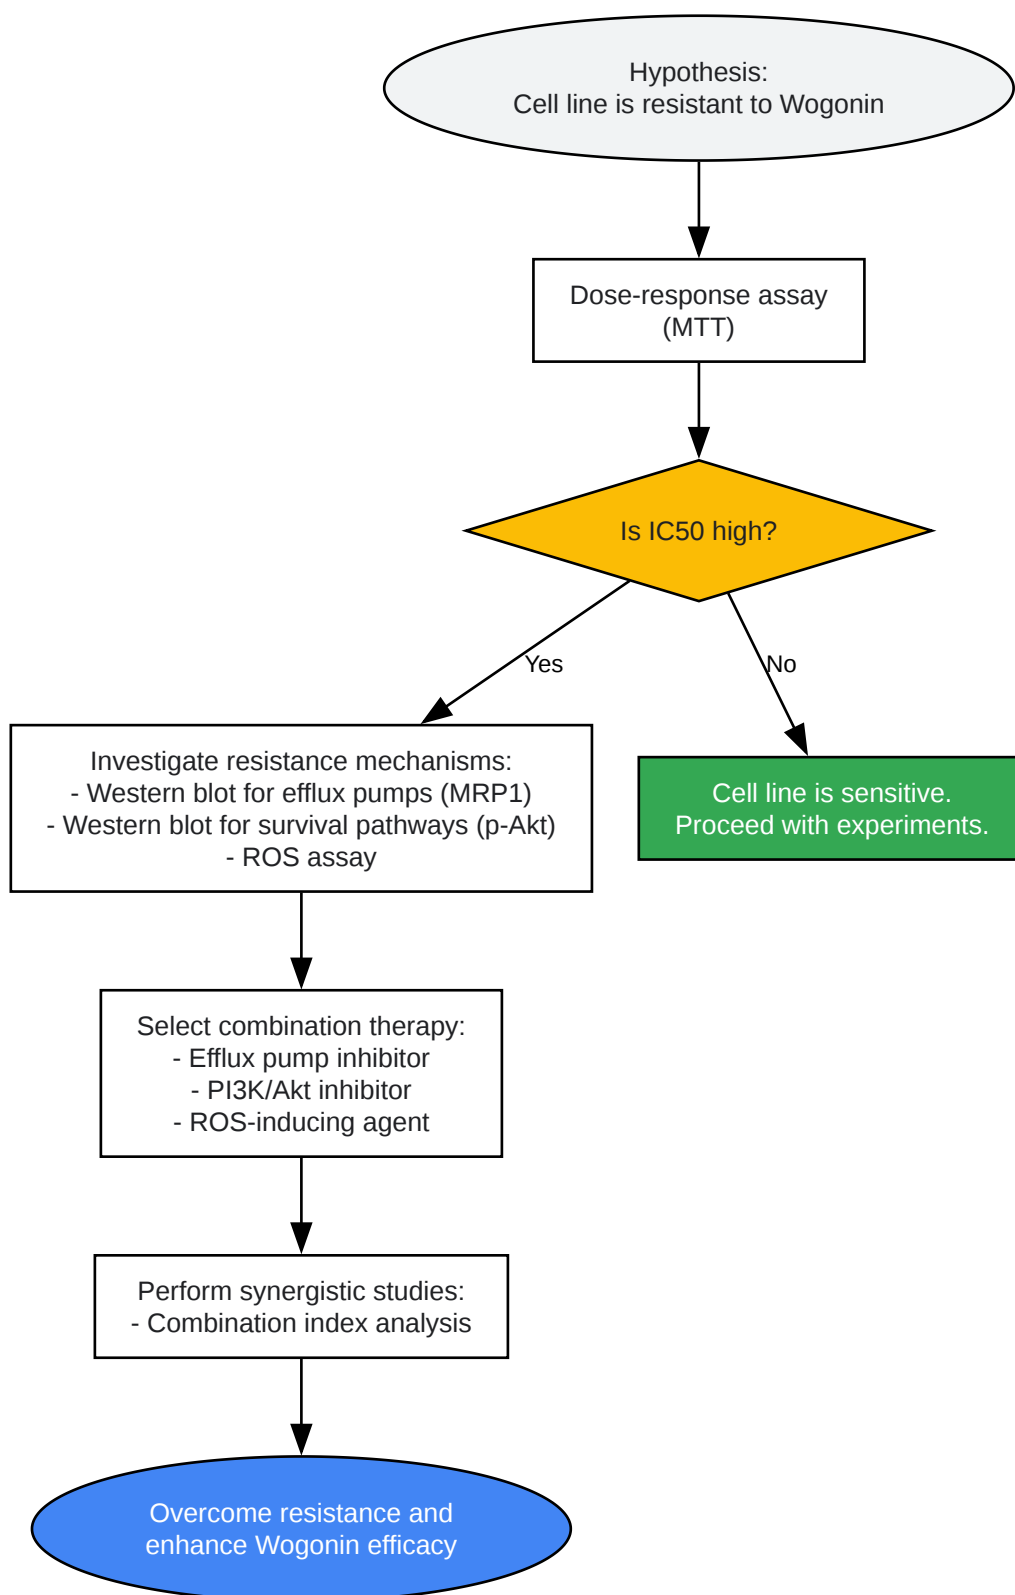 Hypothesis:
Cell line is resistant to Wogonin
Dose-response assay
(MTT)
Is IC50 high?
Yes
No
Investigate resistance mechanisms:
- Western blot for efflux pumps (MRP1)
- Western blot for survival pathways (p-Akt)
- ROS assay
Cell line is sensitive.
Proceed with experiments.
Select combination therapy:
- Efflux pump inhibitor
- PI3K/Akt inhibitor
- ROS-inducing agent
Perform synergistic studies:
- Combination index analysis
Overcome resistance and
enhance Wogonin efficacy